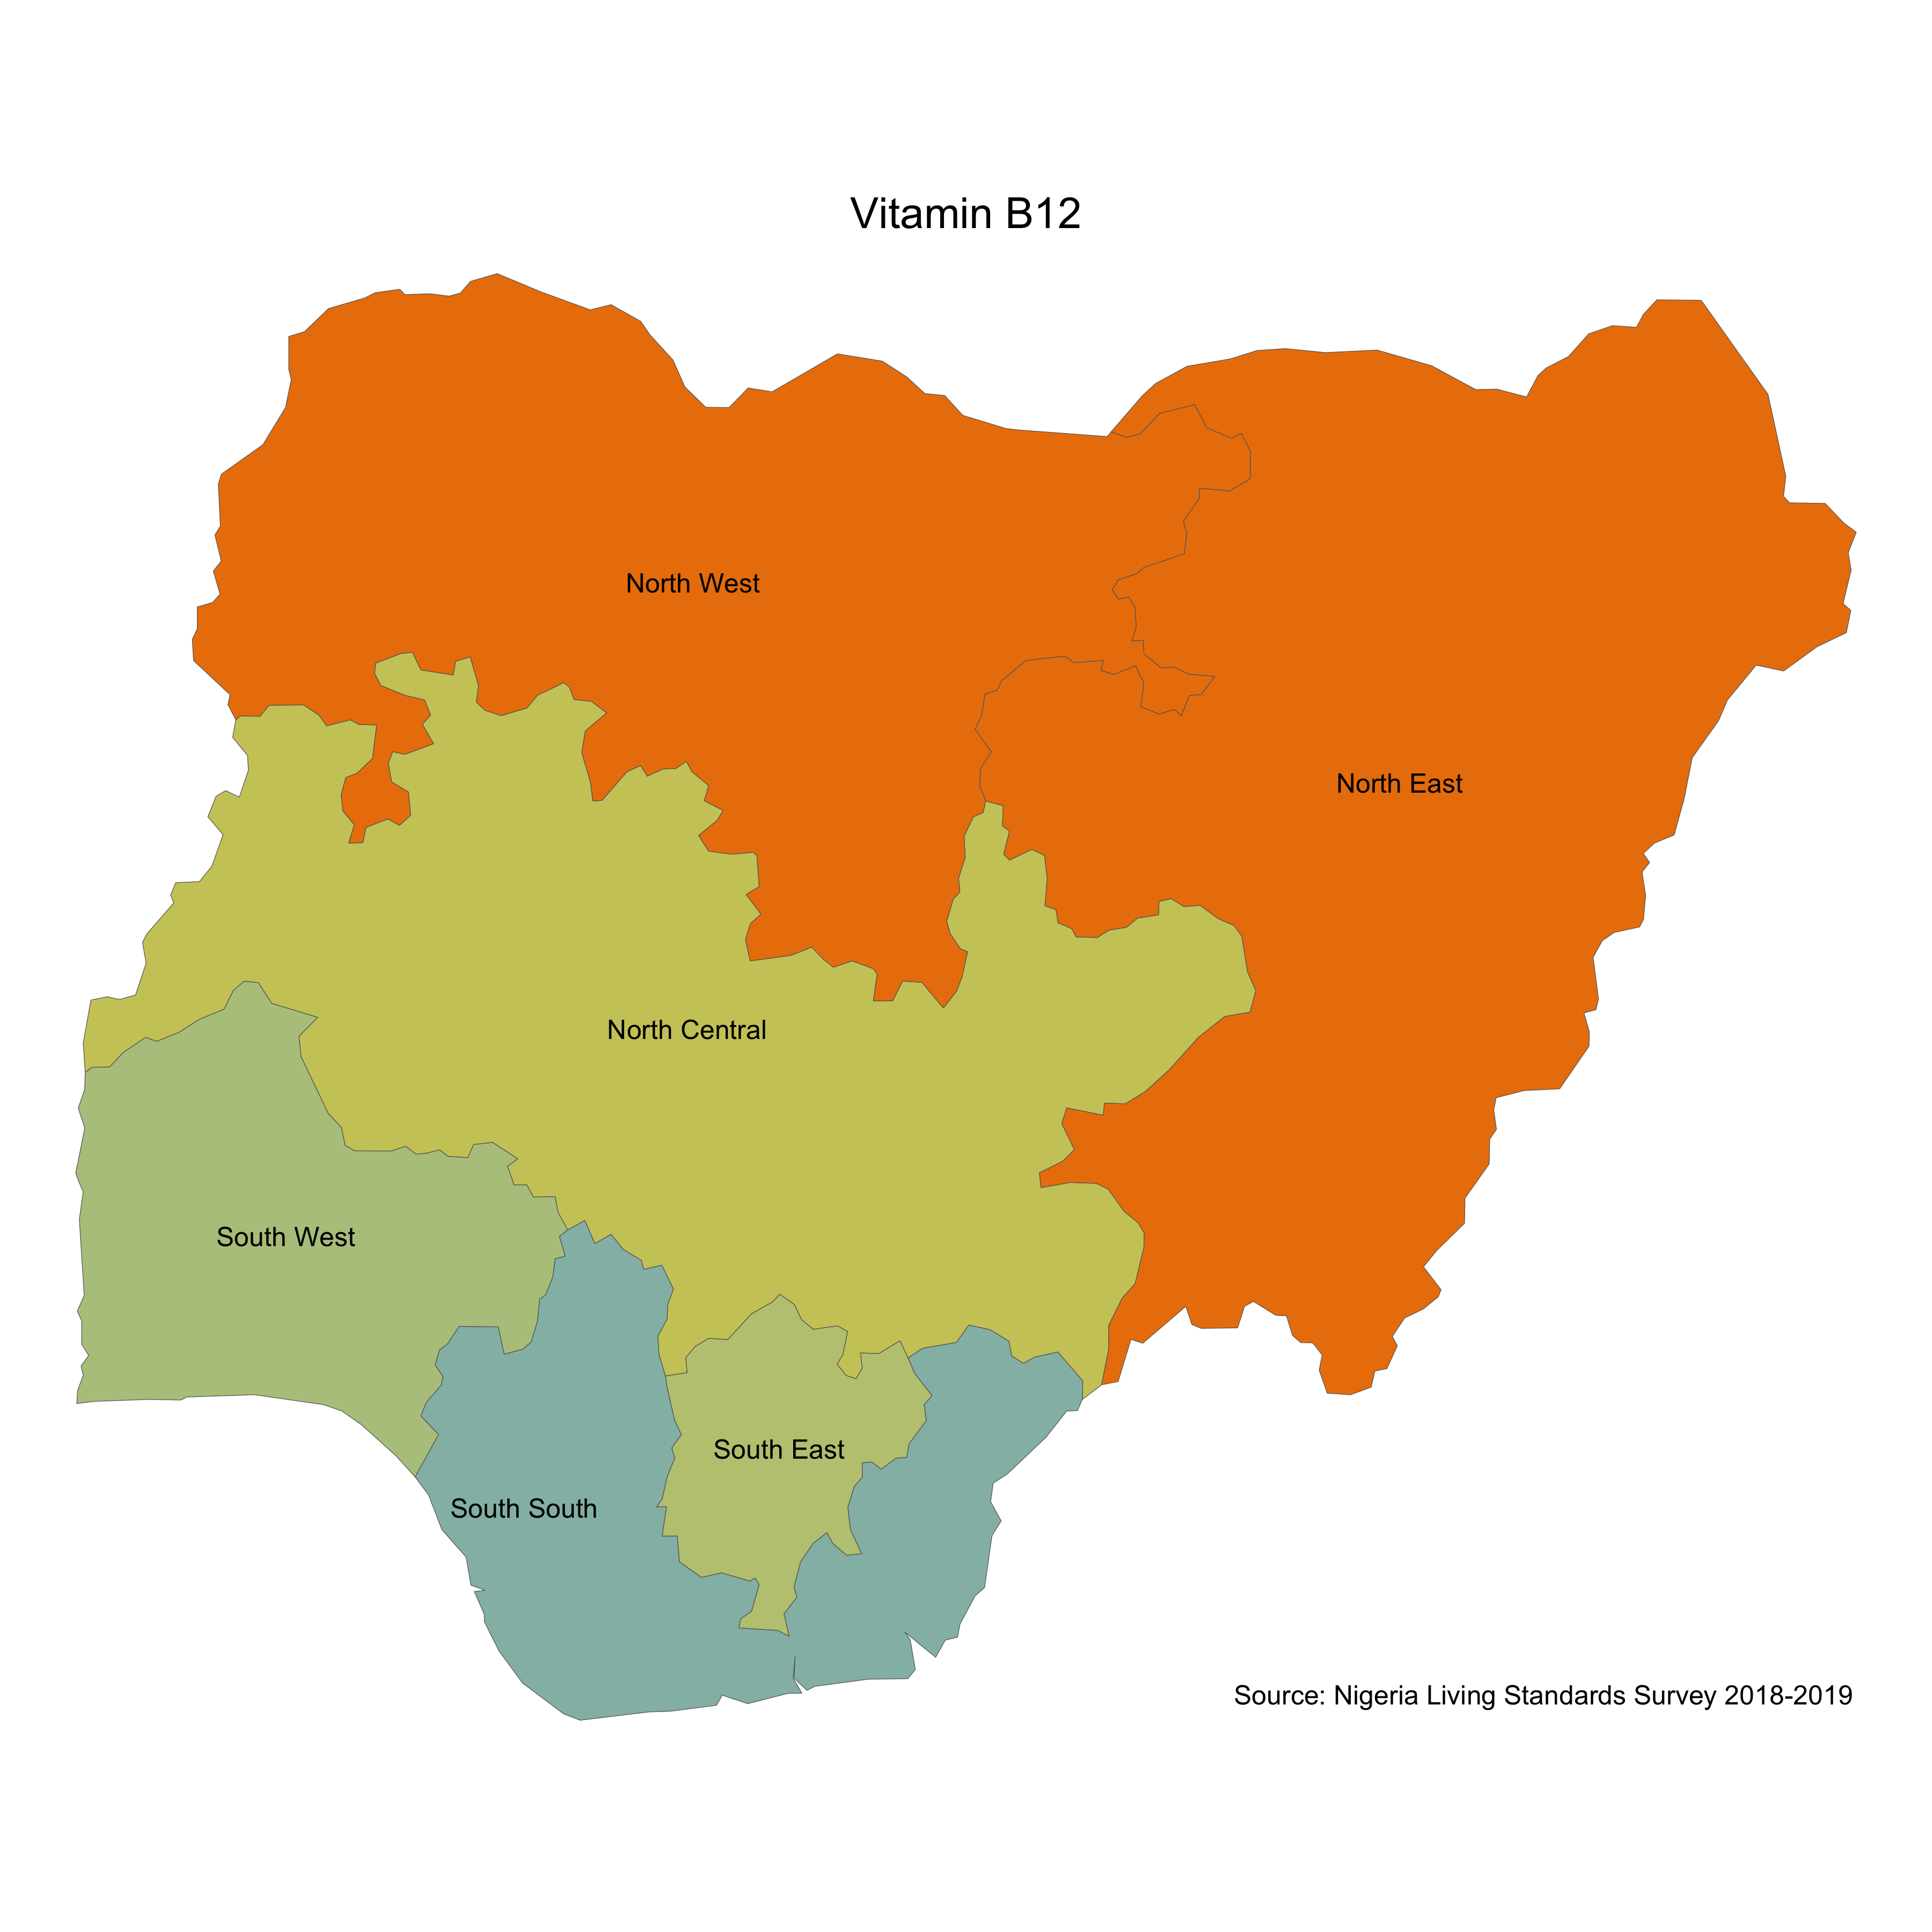 Vitamin B12
North West
North East
North Central
South West
South East
South South
Source: Nigeria Living Standards Survey 2018-2019